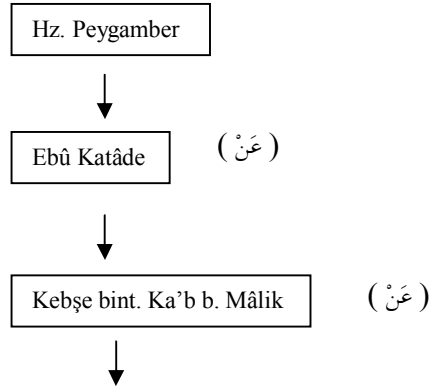 Hz. Peygamber
Ebû Katâde ( عَنْ )
Kebşe bint. Ka’b b. Mâlik ( عَنْ )